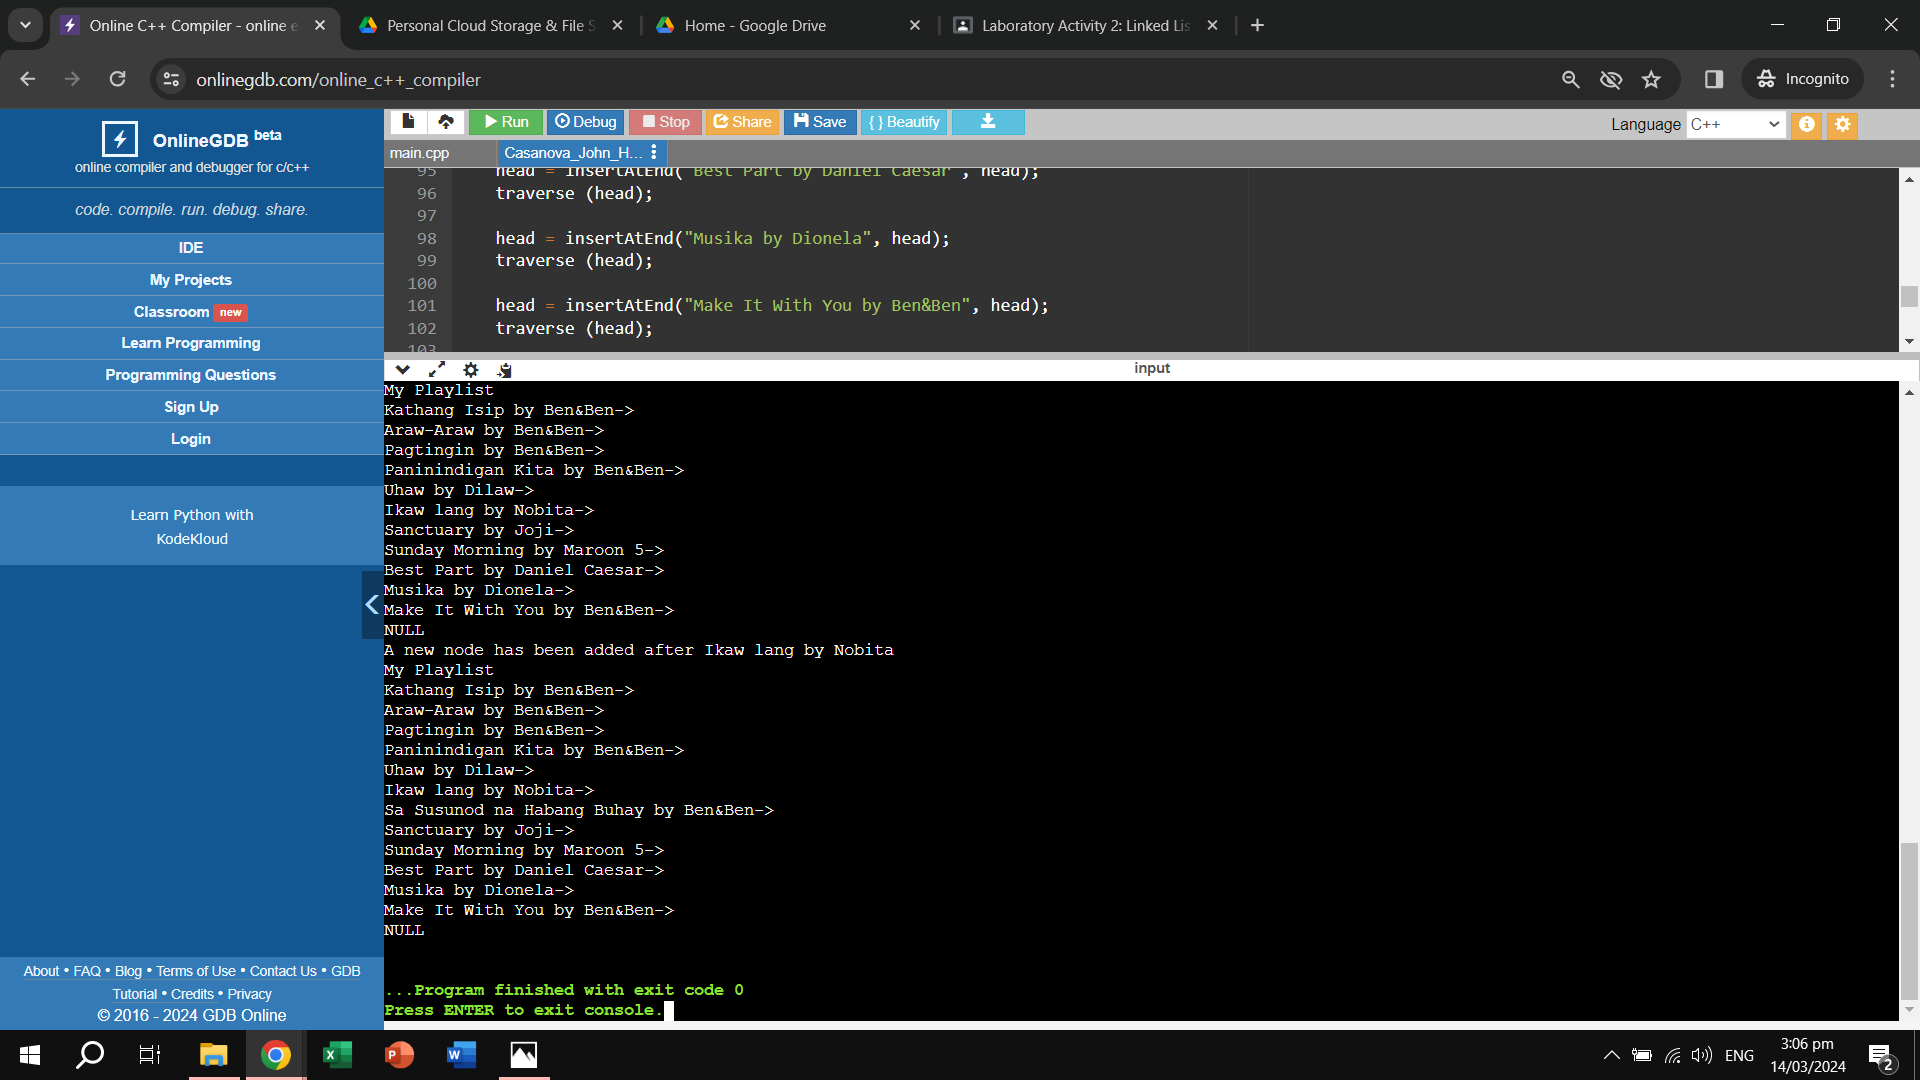 Online C++ Compiler - online e
Personal Cloud Storage & File S
Home - Google Drive
Laboratory Activity 2: Linked Lis
onlinegdb.com/online_c++_compiler
Incognito
OnlineGDB beta
online compiler and debugger for c/c++
code. compile. run. debug. share.
IDE
My Projects
Classroom new
Learn Programming
Programming Questions
Sign Up
Login
Learn Python with
KodeKloud
About • FAQ • Blog • Terms of Use • Contact Us • GDB
Tutorial • Credits • Privacy
© 2016 - 2024 GDB Online
Run Debug Stop Share Save { } Beautify
Language C++
main.cpp Casanova_John_H...
95 head = insertAtEnd("Best Part by Daniel Caesar", head);
96 traverse (head);
97
98 head = insertAtEnd("Musika by Dionela", head);
99 traverse (head);
100
101 head = insertAtEnd("Make It With You by Ben&Ben", head);
102 traverse (head);
103
input
My Playlist
Kathang Isip by Ben&Ben->
Araw-Araw by Ben&Ben->
Pagtingin by Ben&Ben->
Paninindigan Kita by Ben&Ben->
Uhaw by Dilaw->
Ikaw lang by Nobita->
Sanctuary by Joji->
Sunday Morning by Maroon 5->
Best Part by Daniel Caesar->
Musika by Dionela->
Make It With You by Ben&Ben->
NULL
A new node has been added after Ikaw lang by Nobita
My Playlist
Kathang Isip by Ben&Ben->
Araw-Araw by Ben&Ben->
Pagtingin by Ben&Ben->
Paninindigan Kita by Ben&Ben->
Uhaw by Dilaw->
Ikaw lang by Nobita->
Sa Susunod na Habang Buhay by Ben&Ben->
Sanctuary by Joji->
Sunday Morning by Maroon 5->
Best Part by Daniel Caesar->
Musika by Dionela->
Make It With You by Ben&Ben->
NULL
...Program finished with exit code 0
Press ENTER to exit console.
ENG
3:06 pm
14/03/2024
2